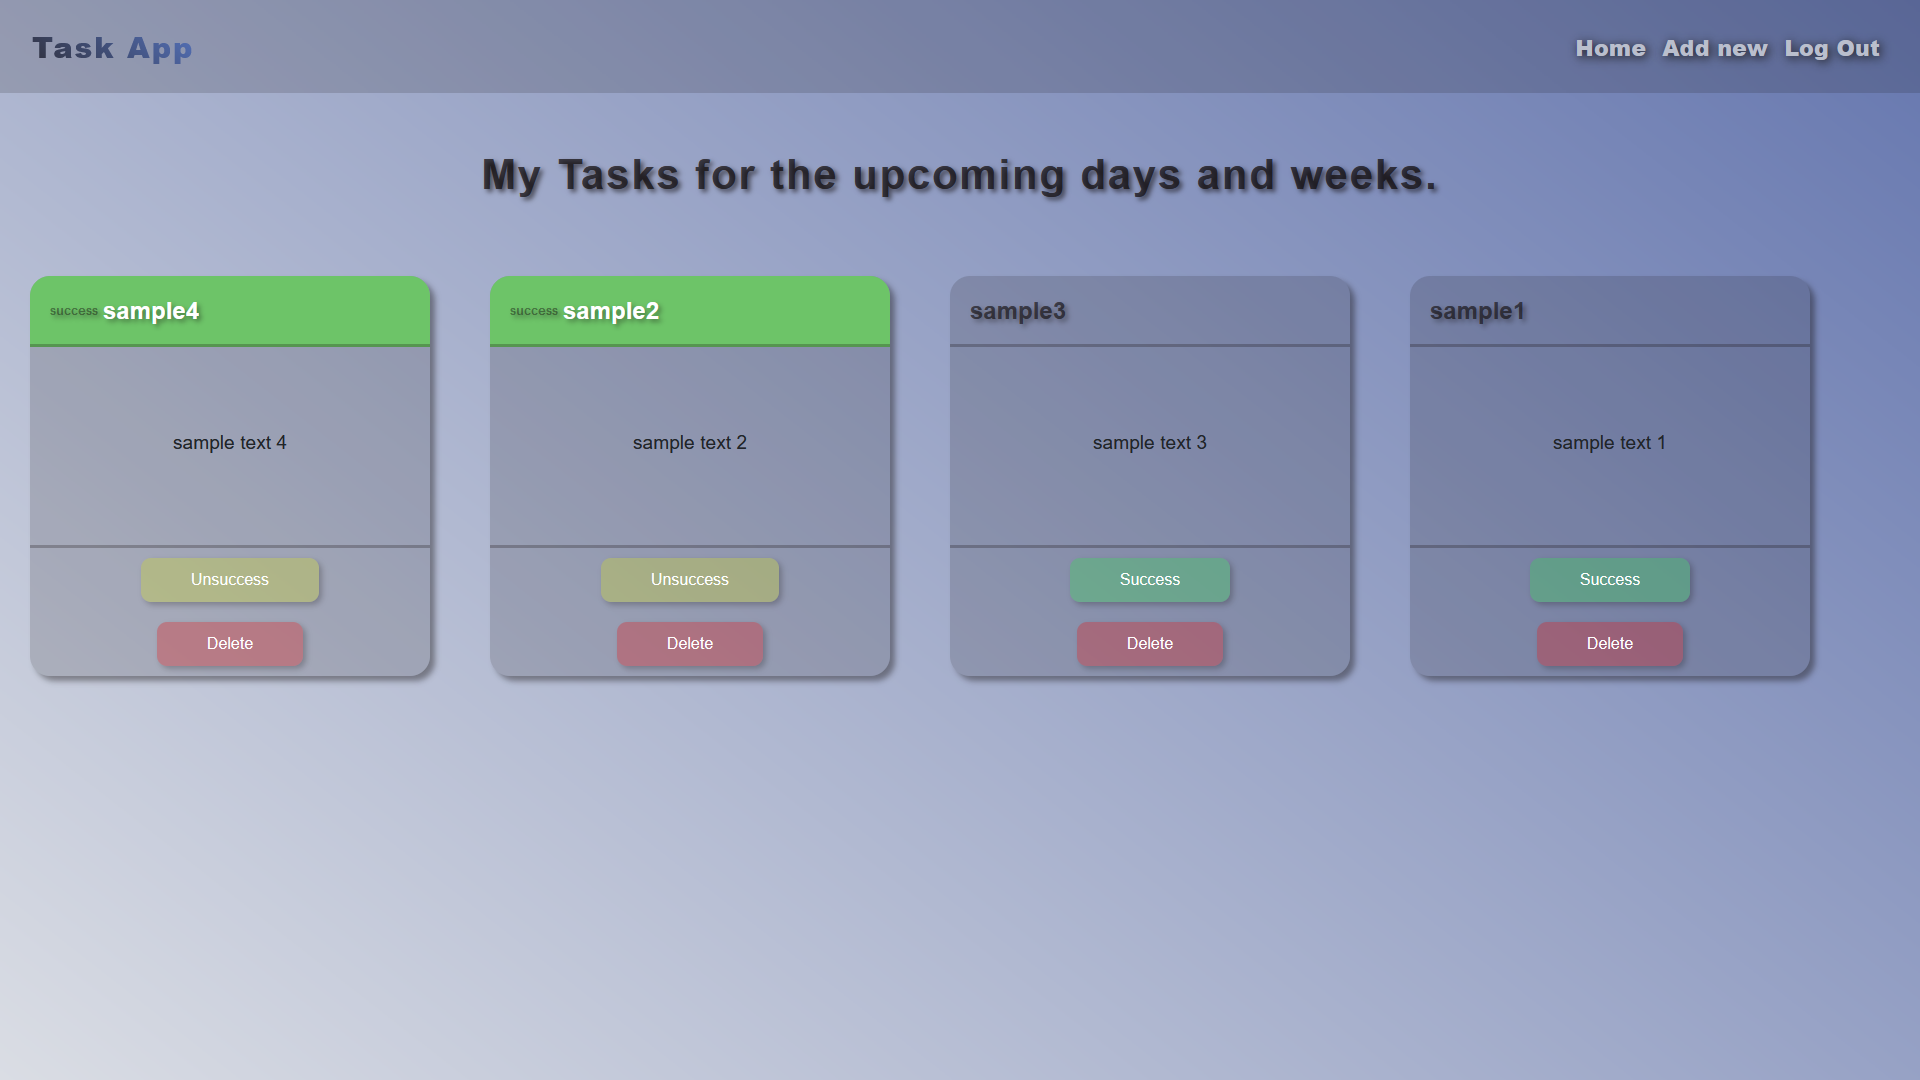 Task App
Home Add new Log Out
My Tasks for the upcoming days and weeks.
success sample4
sample text 4
Unsuccess
Delete
success sample2
sample text 2
Unsuccess
Delete
sample3
sample text 3
Success
Delete
sample1
sample text 1
Success
Delete